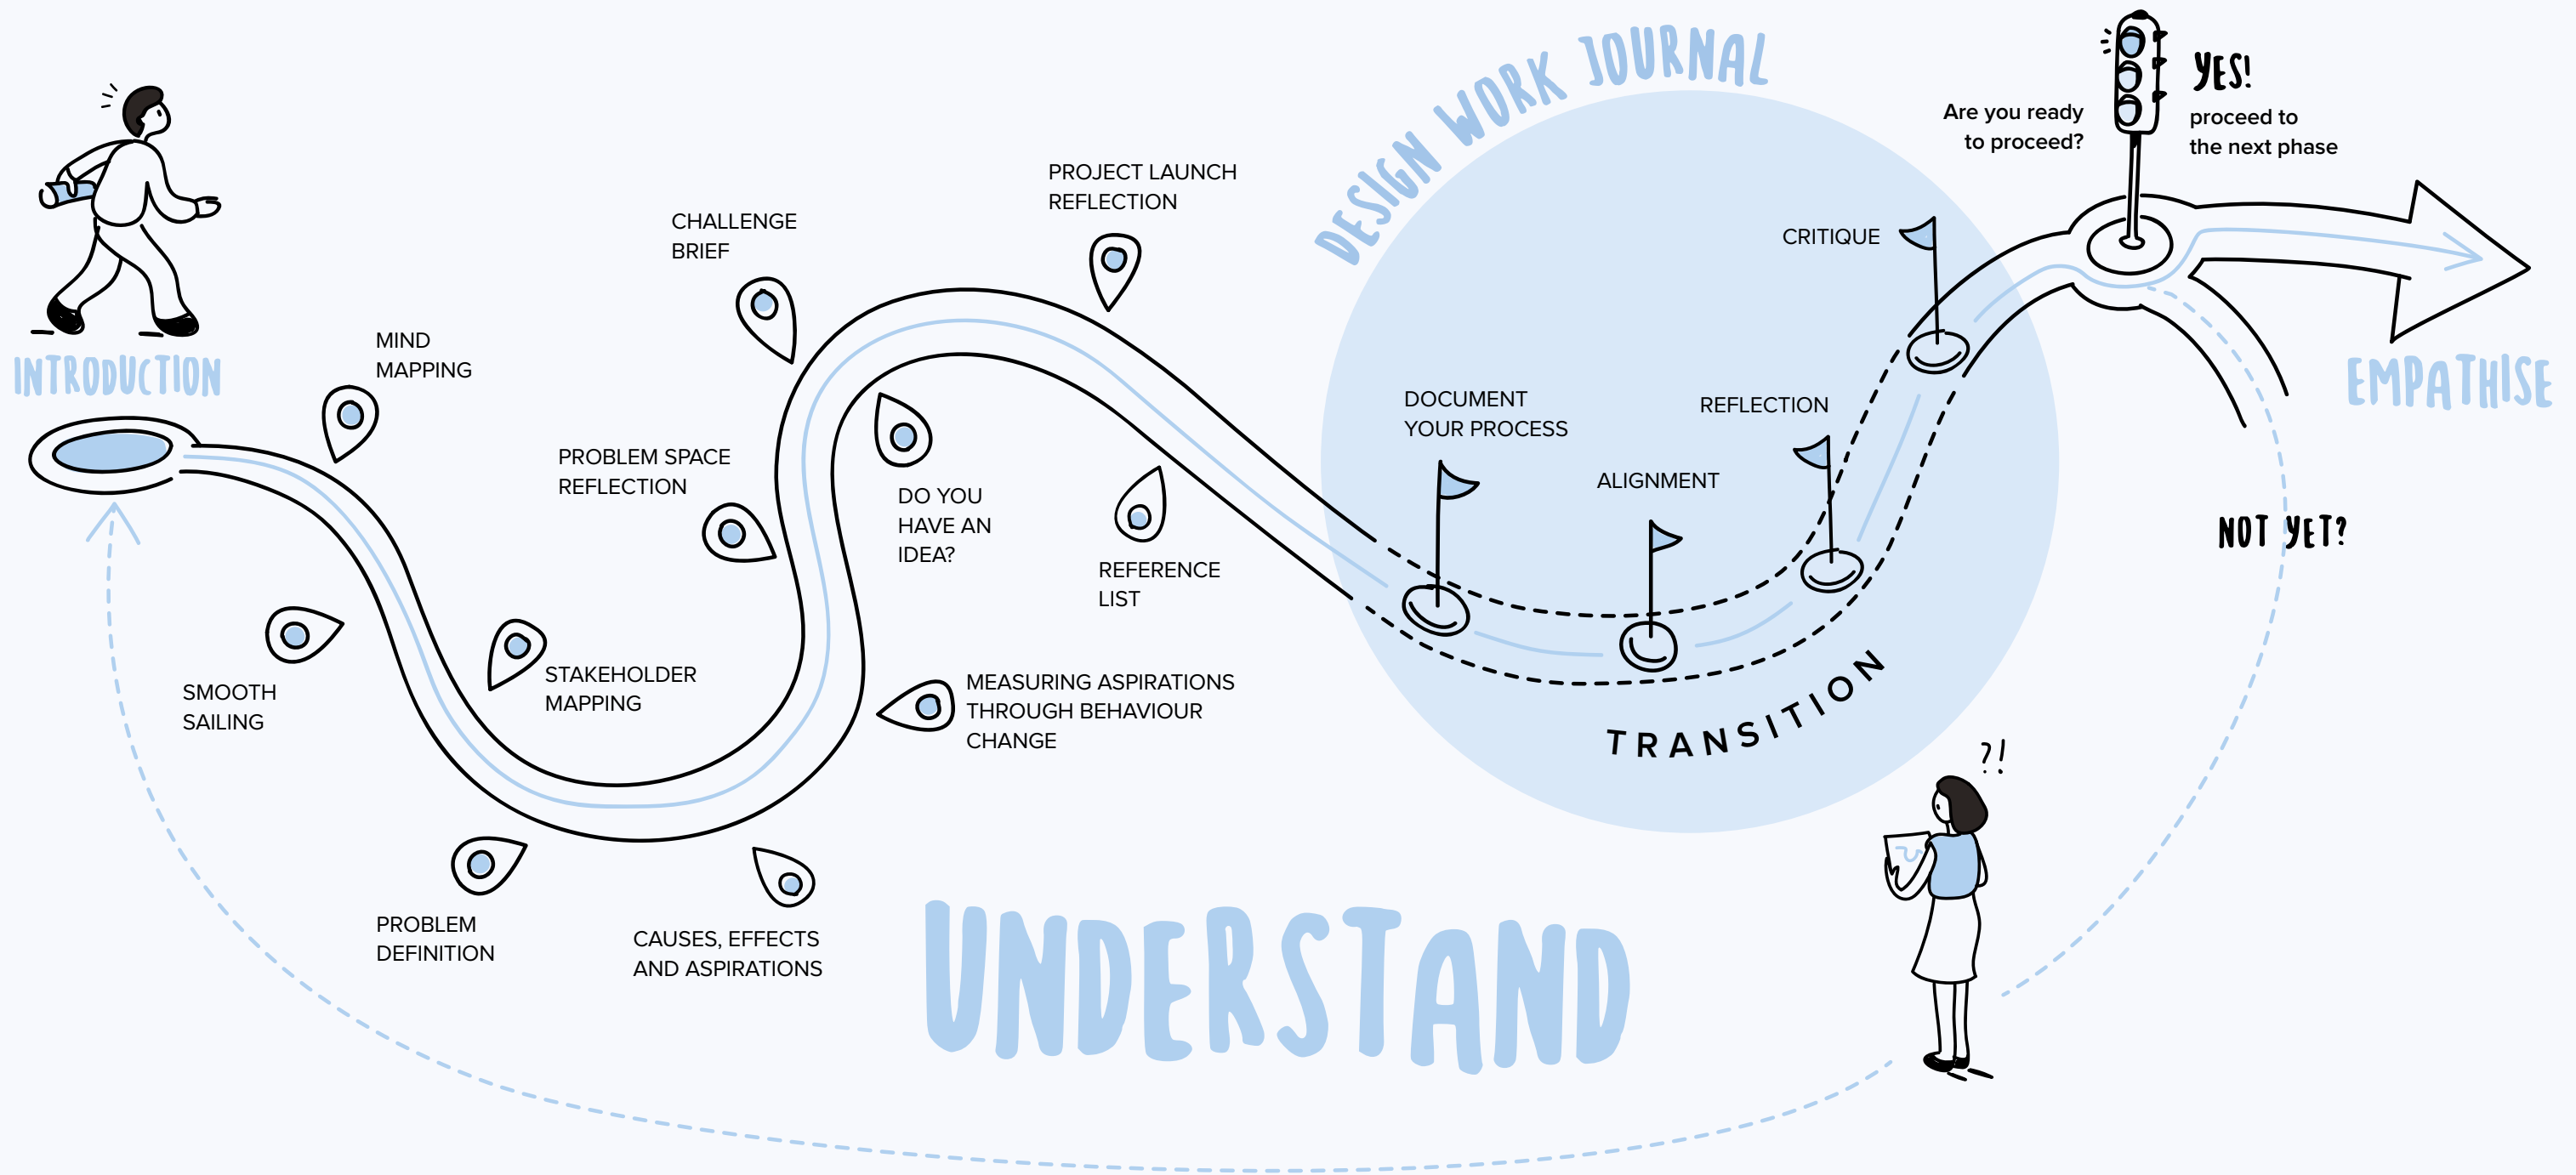 INTRODUCTION
MIND
MAPPING
SMOOTH
SAILING
STAKEHOLDER
MAPPING
PROBLEM
DEFINITION
CAUSES, EFFECTS
AND ASPIRATIONS
MEASURING ASPIRATIONS
THROUGH BEHAVIOUR
CHANGE
PROBLEM SPACE
REFLECTION
DO YOU
HAVE AN
IDEA?
CHALLENGE
BRIEF
PROJECT LAUNCH
REFLECTION
REFERENCE
LIST
DESIGN WORK JOURNAL
DOCUMENT
YOUR PROCESS
ALIGNMENT
REFLECTION
CRITIQUE
TRANSITION
Are you ready
to proceed?
YES!
proceed to
the next phase
EMPATHISE
NOT YET?
?!
UNDERSTAND